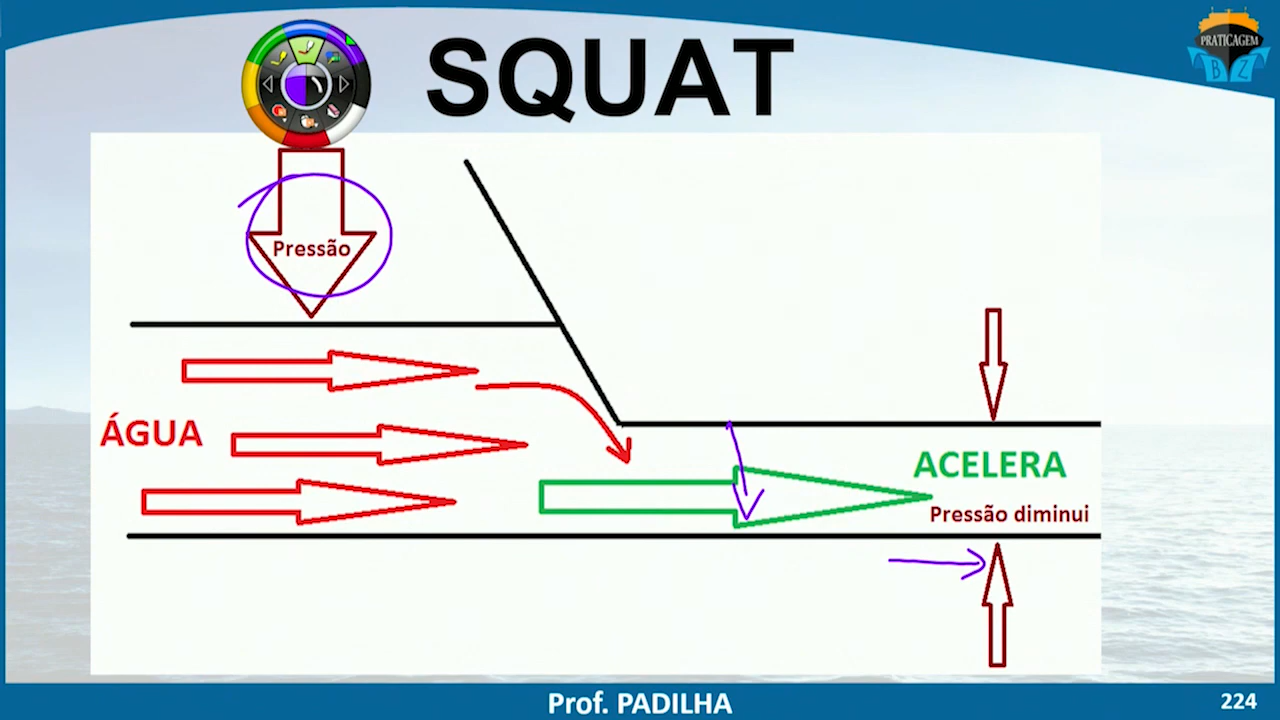 SQUAT
PRATICAGEM
B Z
Pressão
ÁGUA
ACELERA
Pressão diminui
Prof. PADILHA
224